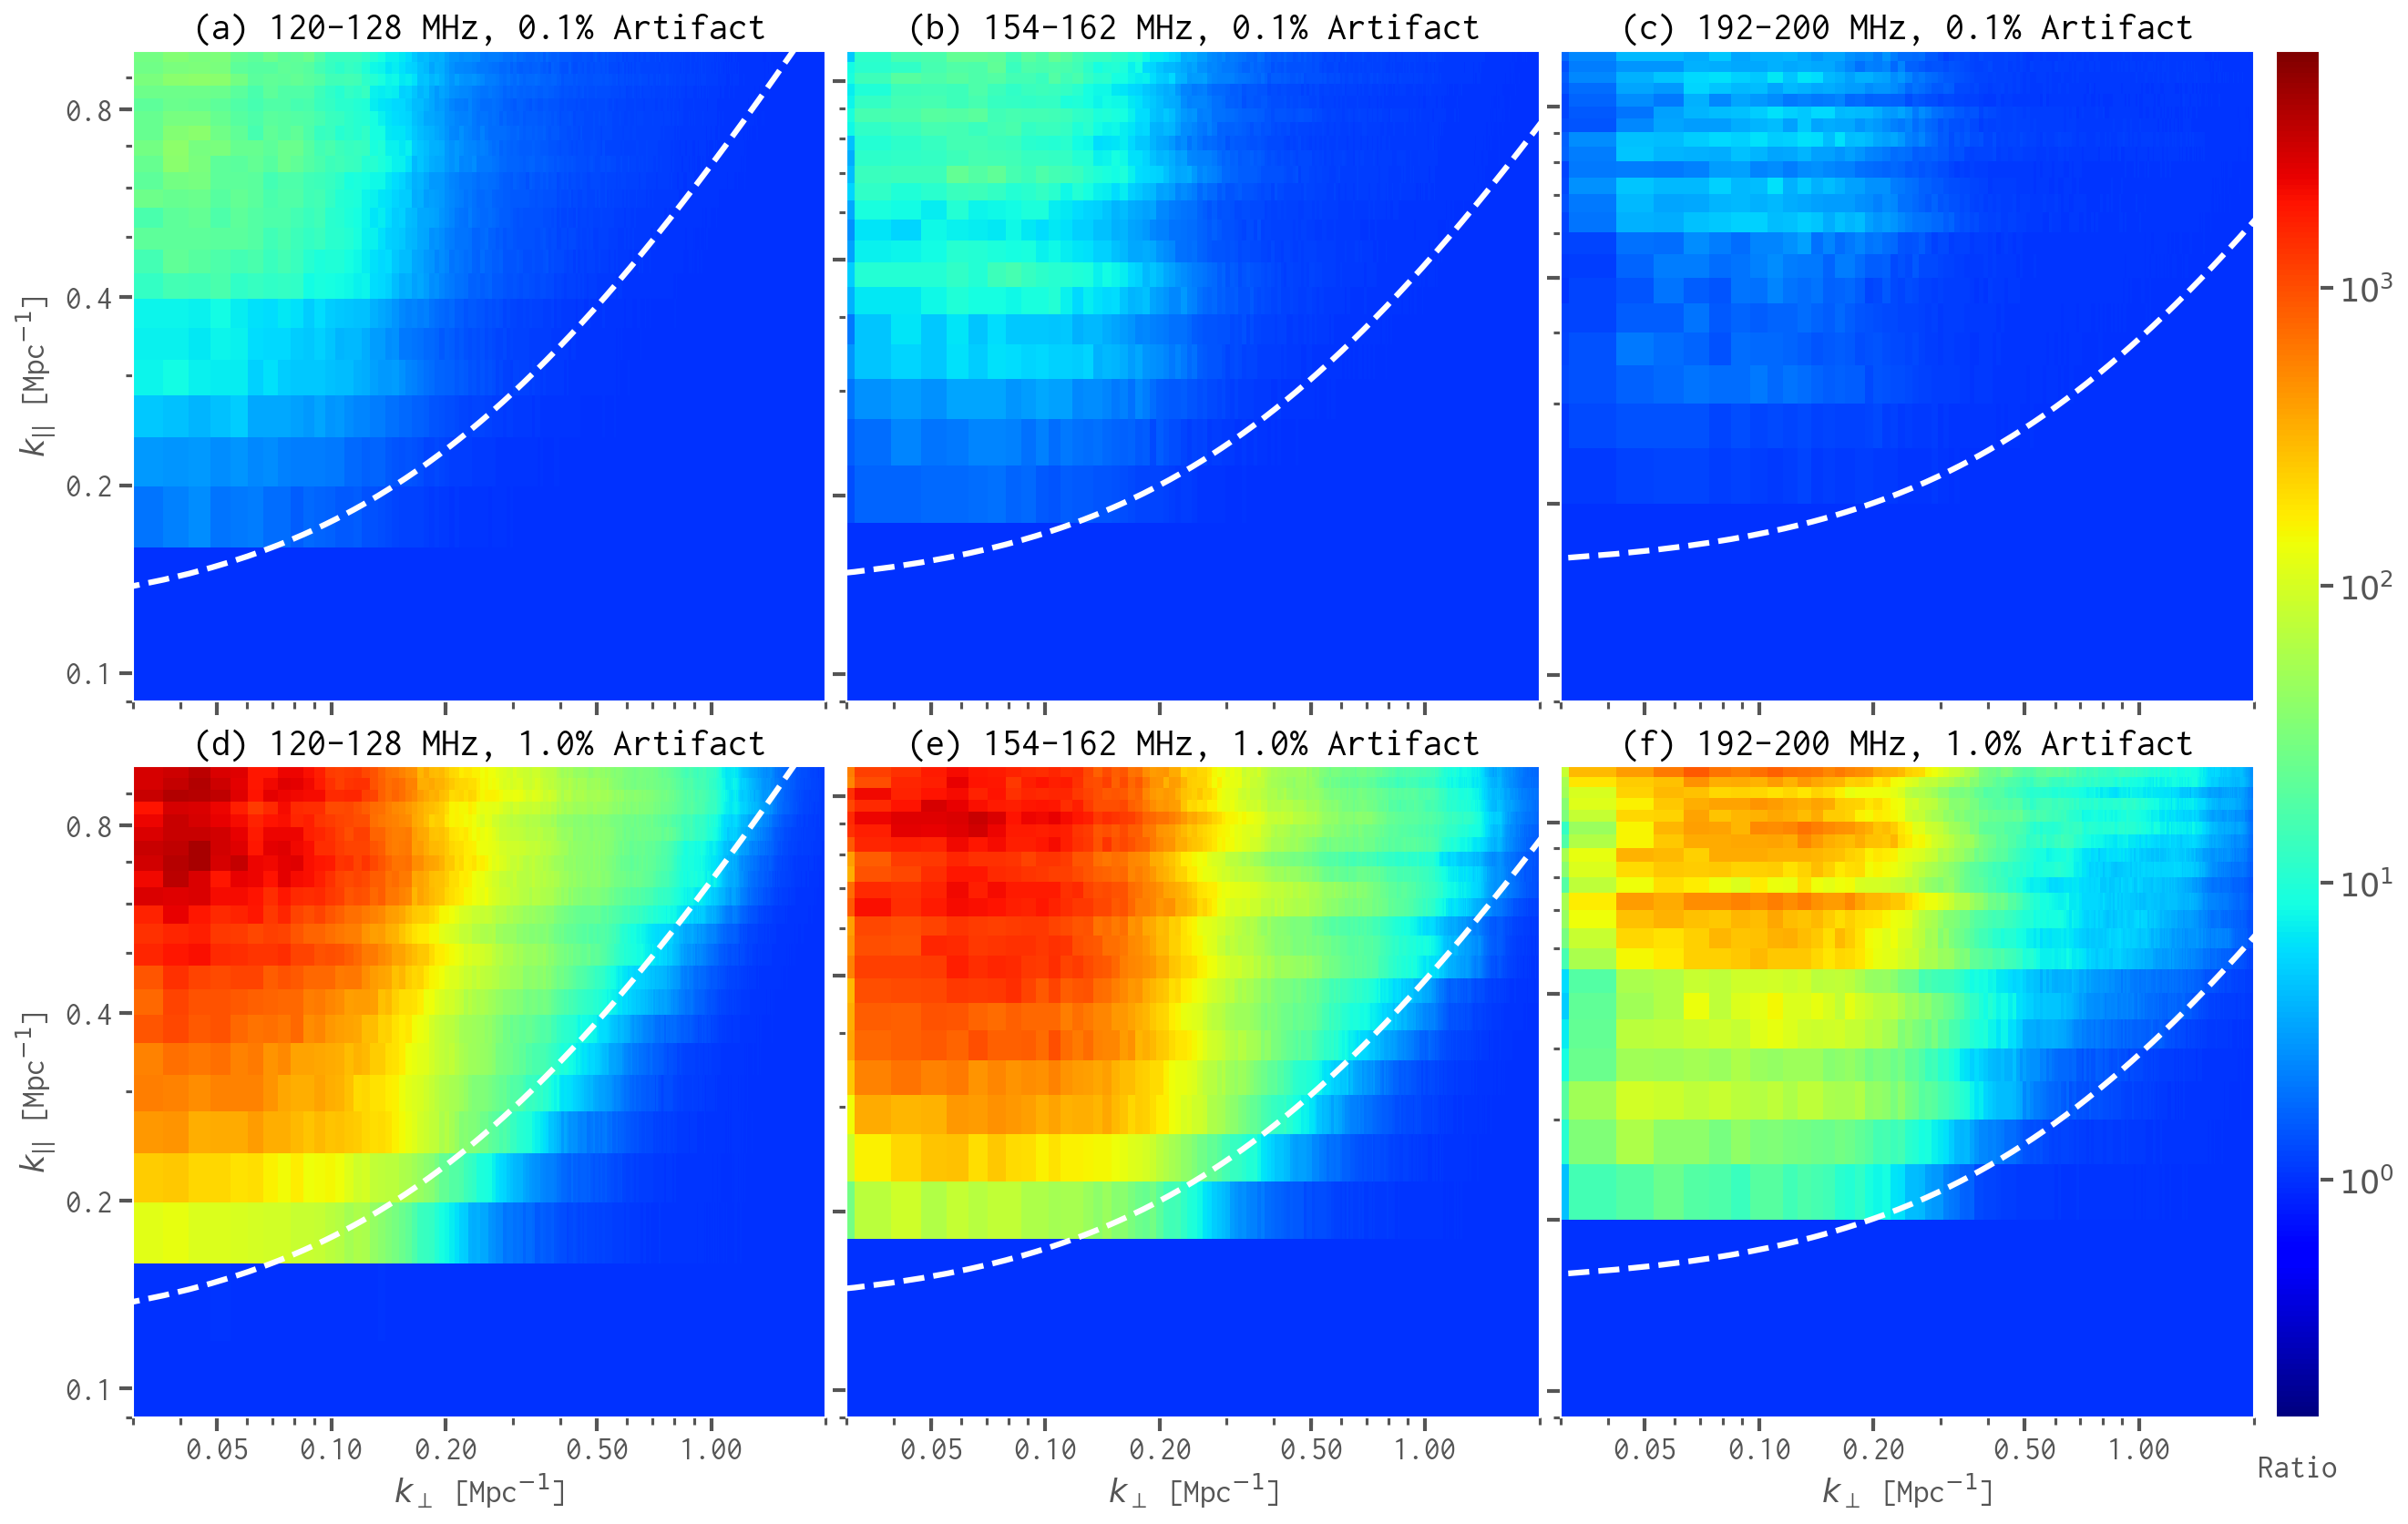 (a) 120-128 MHz, 0.1% Artifact
(b) 154-162 MHz, 0.1% Artifact
(c) 192-200 MHz, 0.1% Artifact
0.8
0.4
0.2
0.1
k∥ [Mpc⁻¹]
(d) 120-128 MHz, 1.0% Artifact
(e) 154-162 MHz, 1.0% Artifact
(f) 192-200 MHz, 1.0% Artifact
0.8
0.4
0.2
0.1
k∥ [Mpc⁻¹]
0.05 0.10 0.20 0.50 1.00
0.05 0.10 0.20 0.50 1.00
0.05 0.10 0.20 0.50 1.00
k⊥ [Mpc⁻¹]
k⊥ [Mpc⁻¹]
k⊥ [Mpc⁻¹]
10³
10²
10¹
10⁰
Ratio